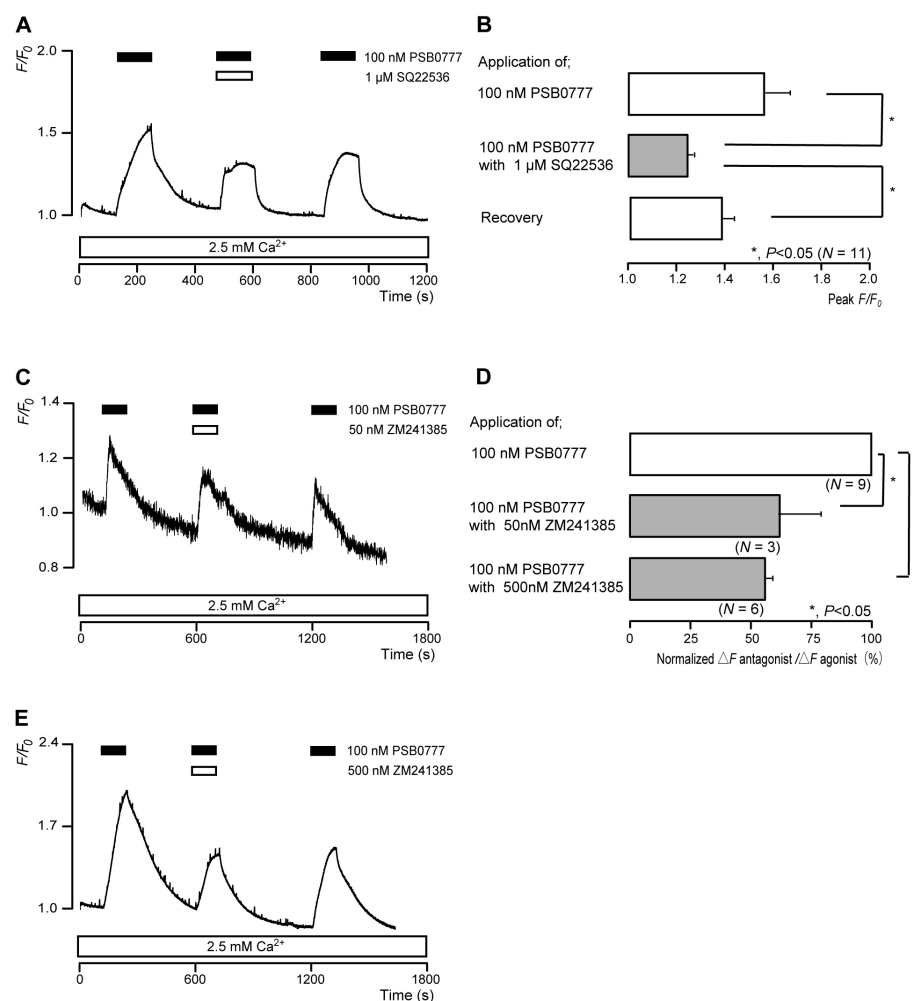 A
F/F0
2.0
1.5
1.0
100 nM PSB0777
1 µM SQ22536
2.5 mM Ca2+
0 200 400 600 800 1000 1200
Time (s)
B
Application of;
100 nM PSB0777
100 nM PSB0777
with 1 µM SQ22536
Recovery
*
*
*, P<0.05 (N = 11)
1.0 1.2 1.4 1.6 1.8 2.0
Peak F/F0
C
F/F0
1.4
1.2
1.0
0.8
100 nM PSB0777
50 nM ZM241385
2.5 mM Ca2+
0 600 1200 1800
Time (s)
D
Application of;
100 nM PSB0777
(N = 9)
*
100 nM PSB0777
with 50nM ZM241385
(N = 3)
100 nM PSB0777
with 500nM ZM241385
(N = 6)
*, P<0.05
0 25 50 75 100
Normalized △F antagonist /△F agonist (%)
E
F/F0
2.4
1.7
1.0
100 nM PSB0777
500 nM ZM241385
2.5 mM Ca2+
0 600 1200 1800
Time (s)